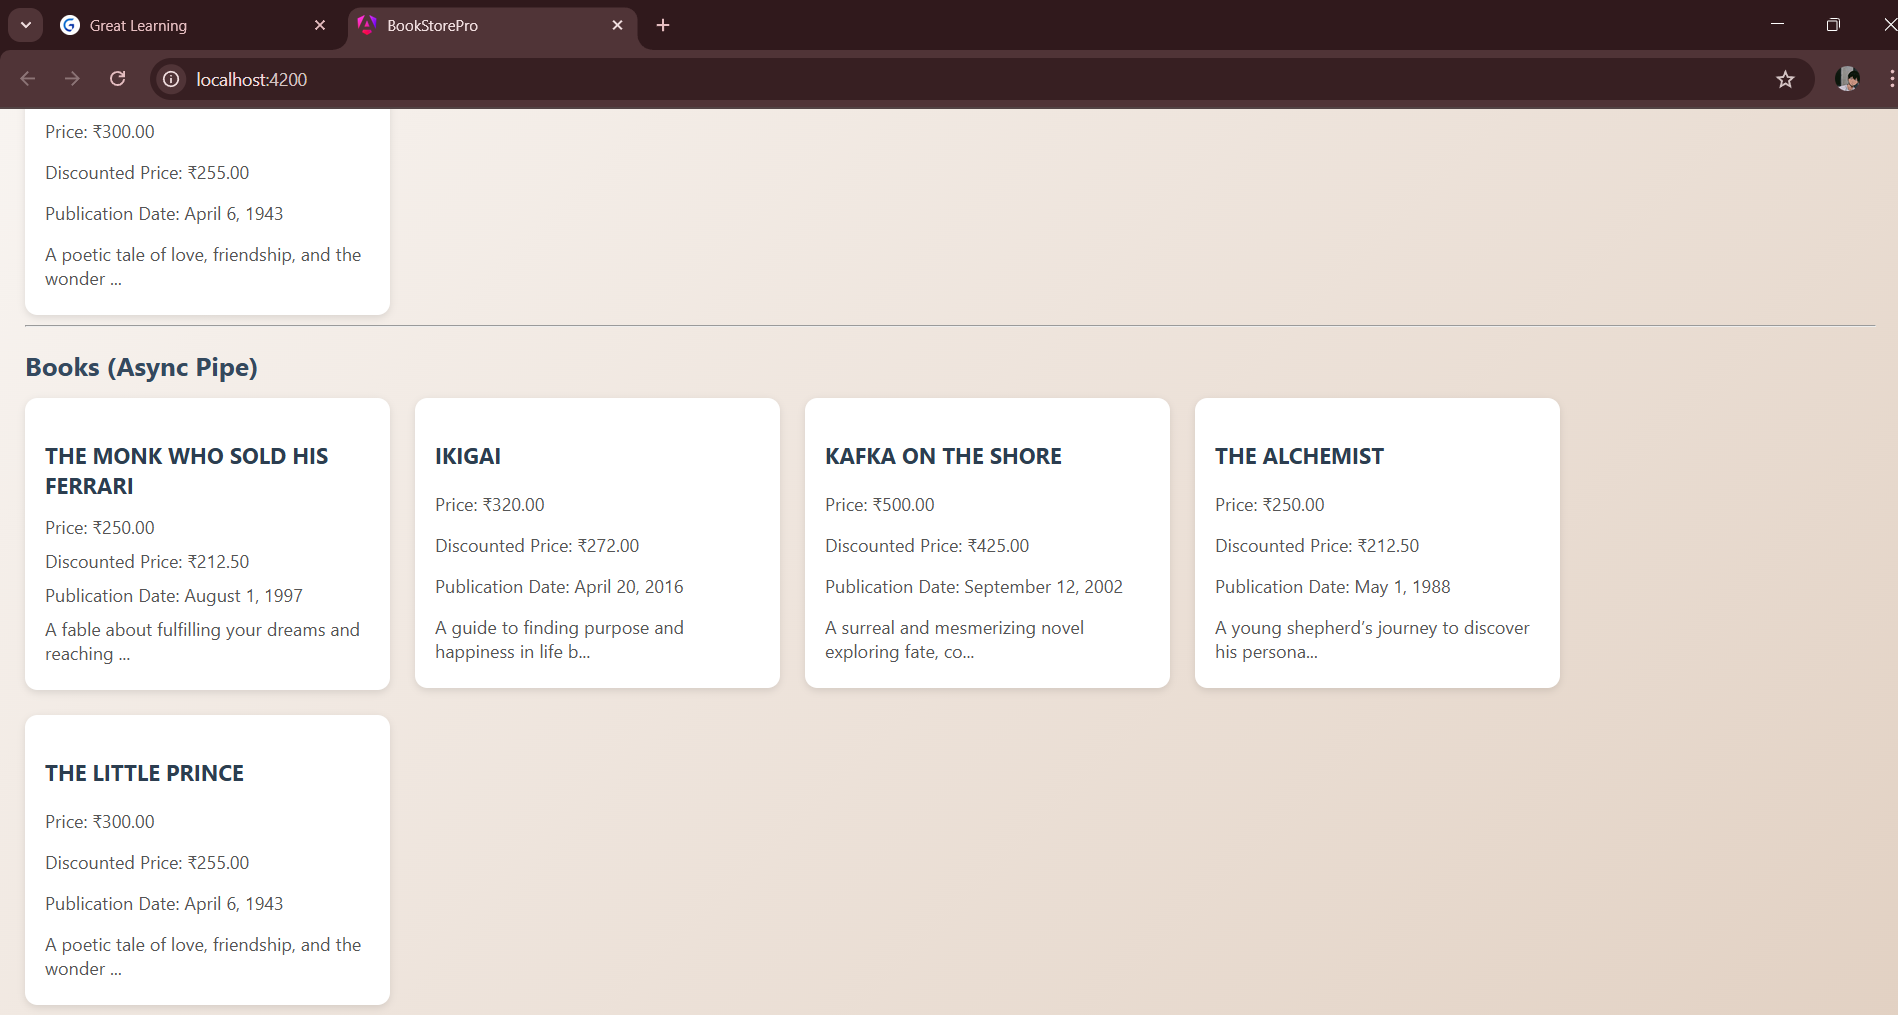 Great Learning
BookStorePro
localhost:4200
Price: ₹300.00
Discounted Price: ₹255.00
Publication Date: April 6, 1943
A poetic tale of love, friendship, and the
wonder ...
Books (Async Pipe)
THE MONK WHO SOLD HIS
FERRARI
Price: ₹250.00
Discounted Price: ₹212.50
Publication Date: August 1, 1997
A fable about fulfilling your dreams and
reaching ...
IKIGAI
Price: ₹320.00
Discounted Price: ₹272.00
Publication Date: April 20, 2016
A guide to finding purpose and
happiness in life b...
KAFKA ON THE SHORE
Price: ₹500.00
Discounted Price: ₹425.00
Publication Date: September 12, 2002
A surreal and mesmerizing novel
exploring fate, co...
THE ALCHEMIST
Price: ₹250.00
Discounted Price: ₹212.50
Publication Date: May 1, 1988
A young shepherd’s journey to discover
his persona...
THE LITTLE PRINCE
Price: ₹300.00
Discounted Price: ₹255.00
Publication Date: April 6, 1943
A poetic tale of love, friendship, and the
wonder ...